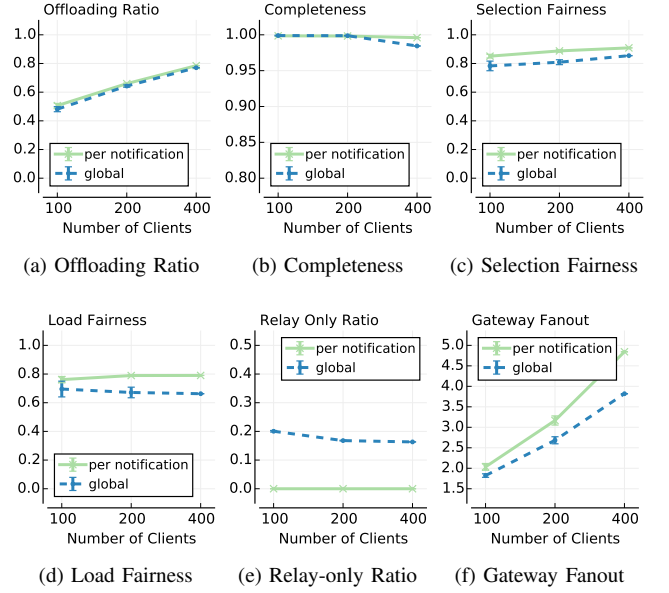 Offloading Ratio
1.0
0.8
0.6
0.4
0.2
0.0
per notification
global
100 200 400
Number of Clients
(a) Offloading Ratio
Completeness
1.00
0.95
0.90
0.85
0.80
per notification
global
100 200 400
Number of Clients
(b) Completeness
Selection Fairness
1.0
0.8
0.6
0.4
0.2
0.0
per notification
global
100 200 400
Number of Clients
(c) Selection Fairness
Load Fairness
1.0
0.8
0.6
0.4
0.2
0.0
per notification
global
100 200 400
Number of Clients
(d) Load Fairness
Relay Only Ratio
0.5
0.4
0.3
0.2
0.1
0.0
per notification
global
100 200 400
Number of Clients
(e) Relay-only Ratio
Gateway Fanout
5.0
4.5
4.0
3.5
3.0
2.5
2.0
1.5
per notification
global
100 200 400
Number of Clients
(f) Gateway Fanout